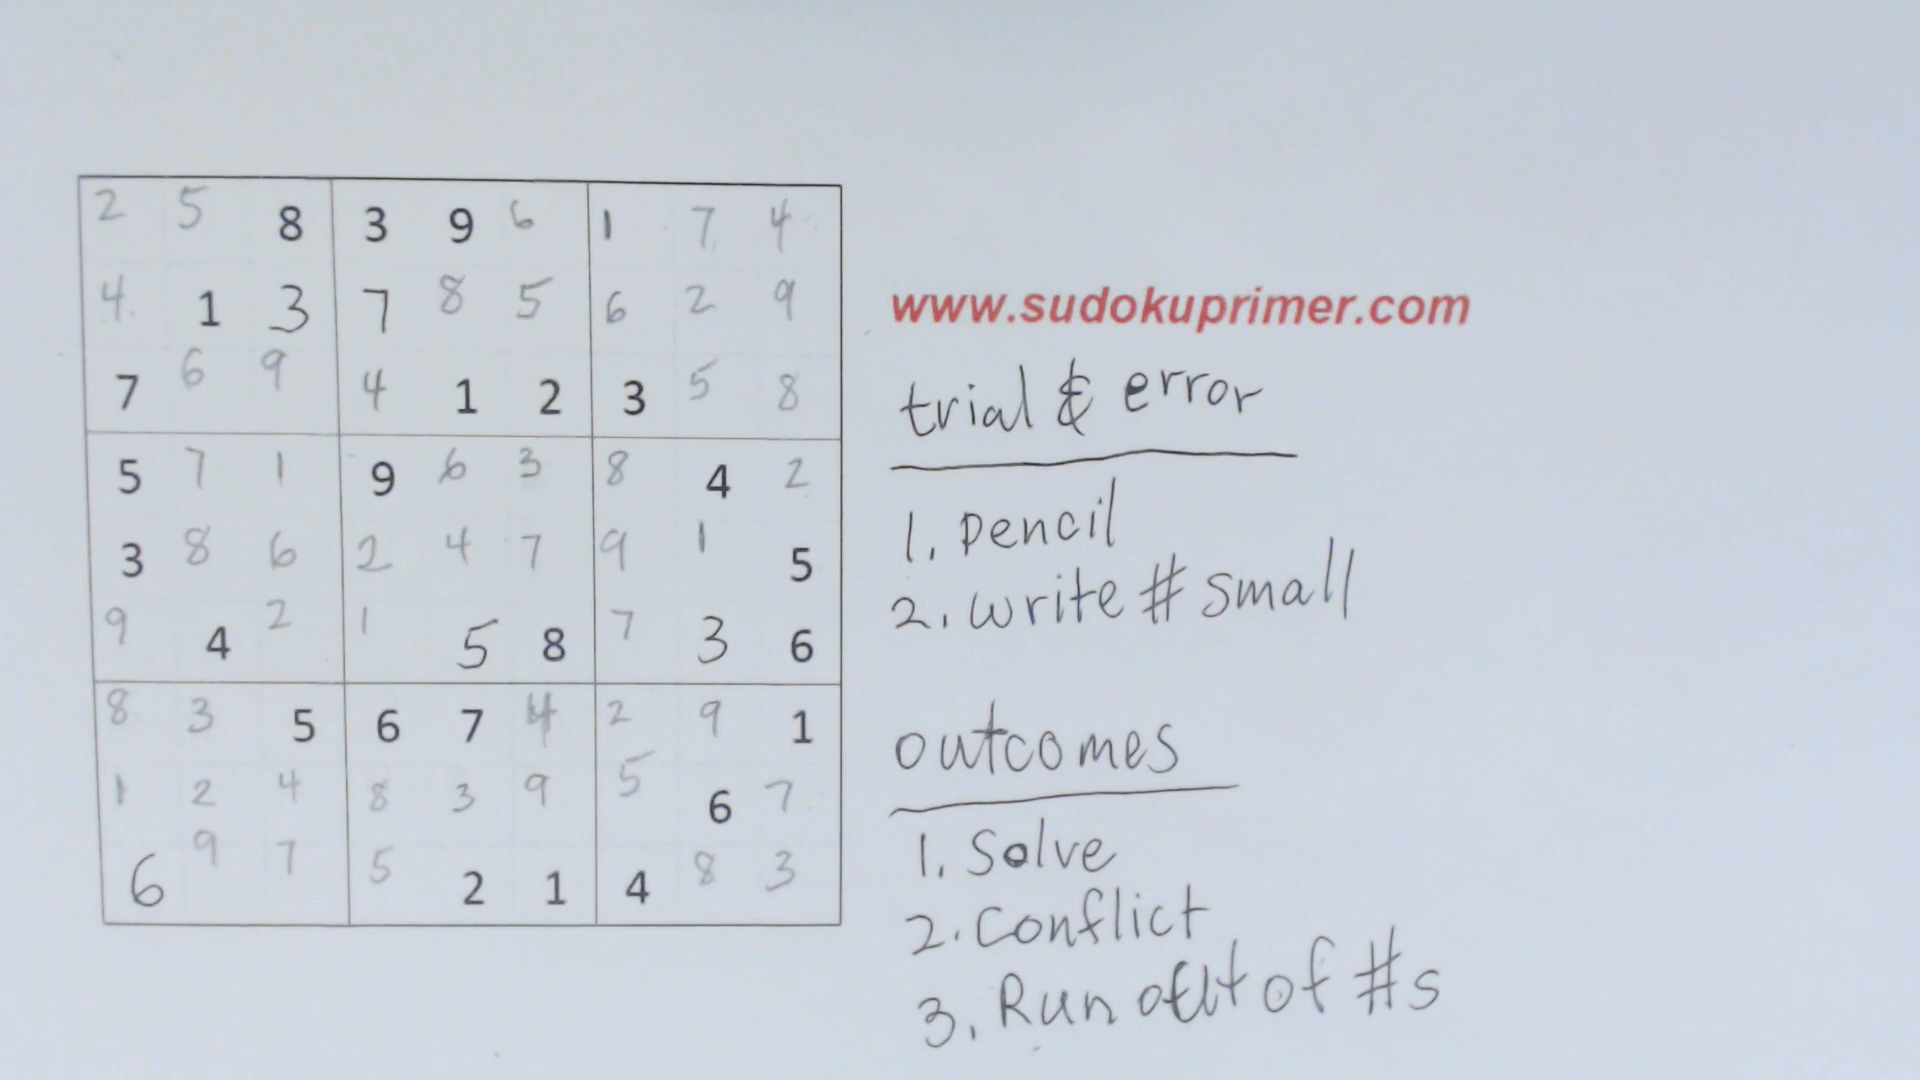 2 5 8 3 9 6 1 7 4
4 1 3 7 8 5 6 2 9
7 6 9 4 1 2 3 5 8
5 7 1 9 6 3 8 4 2
3 8 6 2 4 7 9 1 5
9 4 2 1 5 8 7 3 6
8 3 5 6 7 4 2 9 1
1 2 4 8 3 9 5 6 7
6 9 7 5 2 1 4 8 3
www.sudokuprimer.com
trial & error
1. pencil
2. write # small
outcomes
1. Solve
2. Conflict
3. Run out of #s